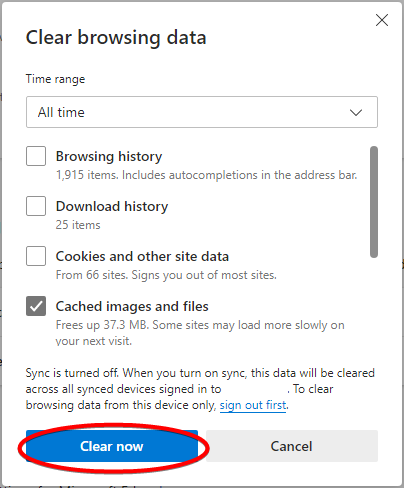 Clear browsing data
Time range
All time
Browsing history
1,915 items. Includes autocompletions in the address bar.
Download history
25 items
Cookies and other site data
From 66 sites. Signs you out of most sites.
Cached images and files
Frees up 37.3 MB. Some sites may load more slowly on
your next visit.
Sync is turned off. When you turn on sync, this data will be cleared
across all synced devices signed in to . To clear
browsing data from this device only, sign out first.
Clear now
Cancel